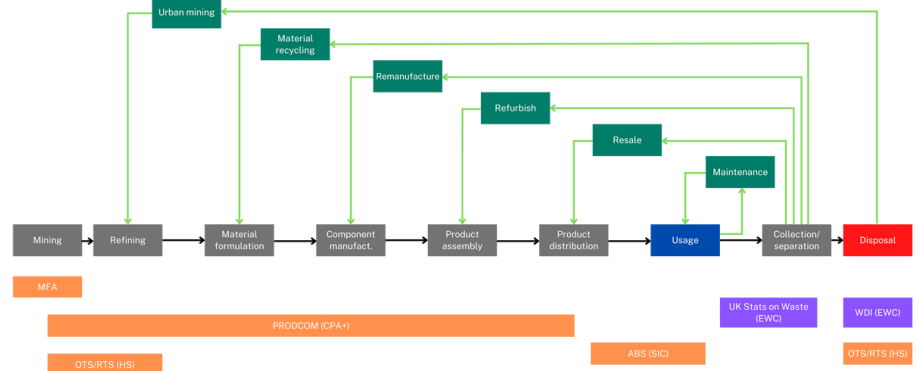 Urban mining
Material
recycling
Remanufacture
Refurbish
Resale
Maintenance
Mining
Refining
Material
formulation
Component
manufact.
Product
assembly
Product
distribution
Usage
Collection/
separation
Disposal
MFA
UK Stats on Waste
(EWC)
WDI (EWC)
PRODCOM (CPA+)
ABS (SIC)
OTS/RTS (HS)
OTS/RTS (HS)